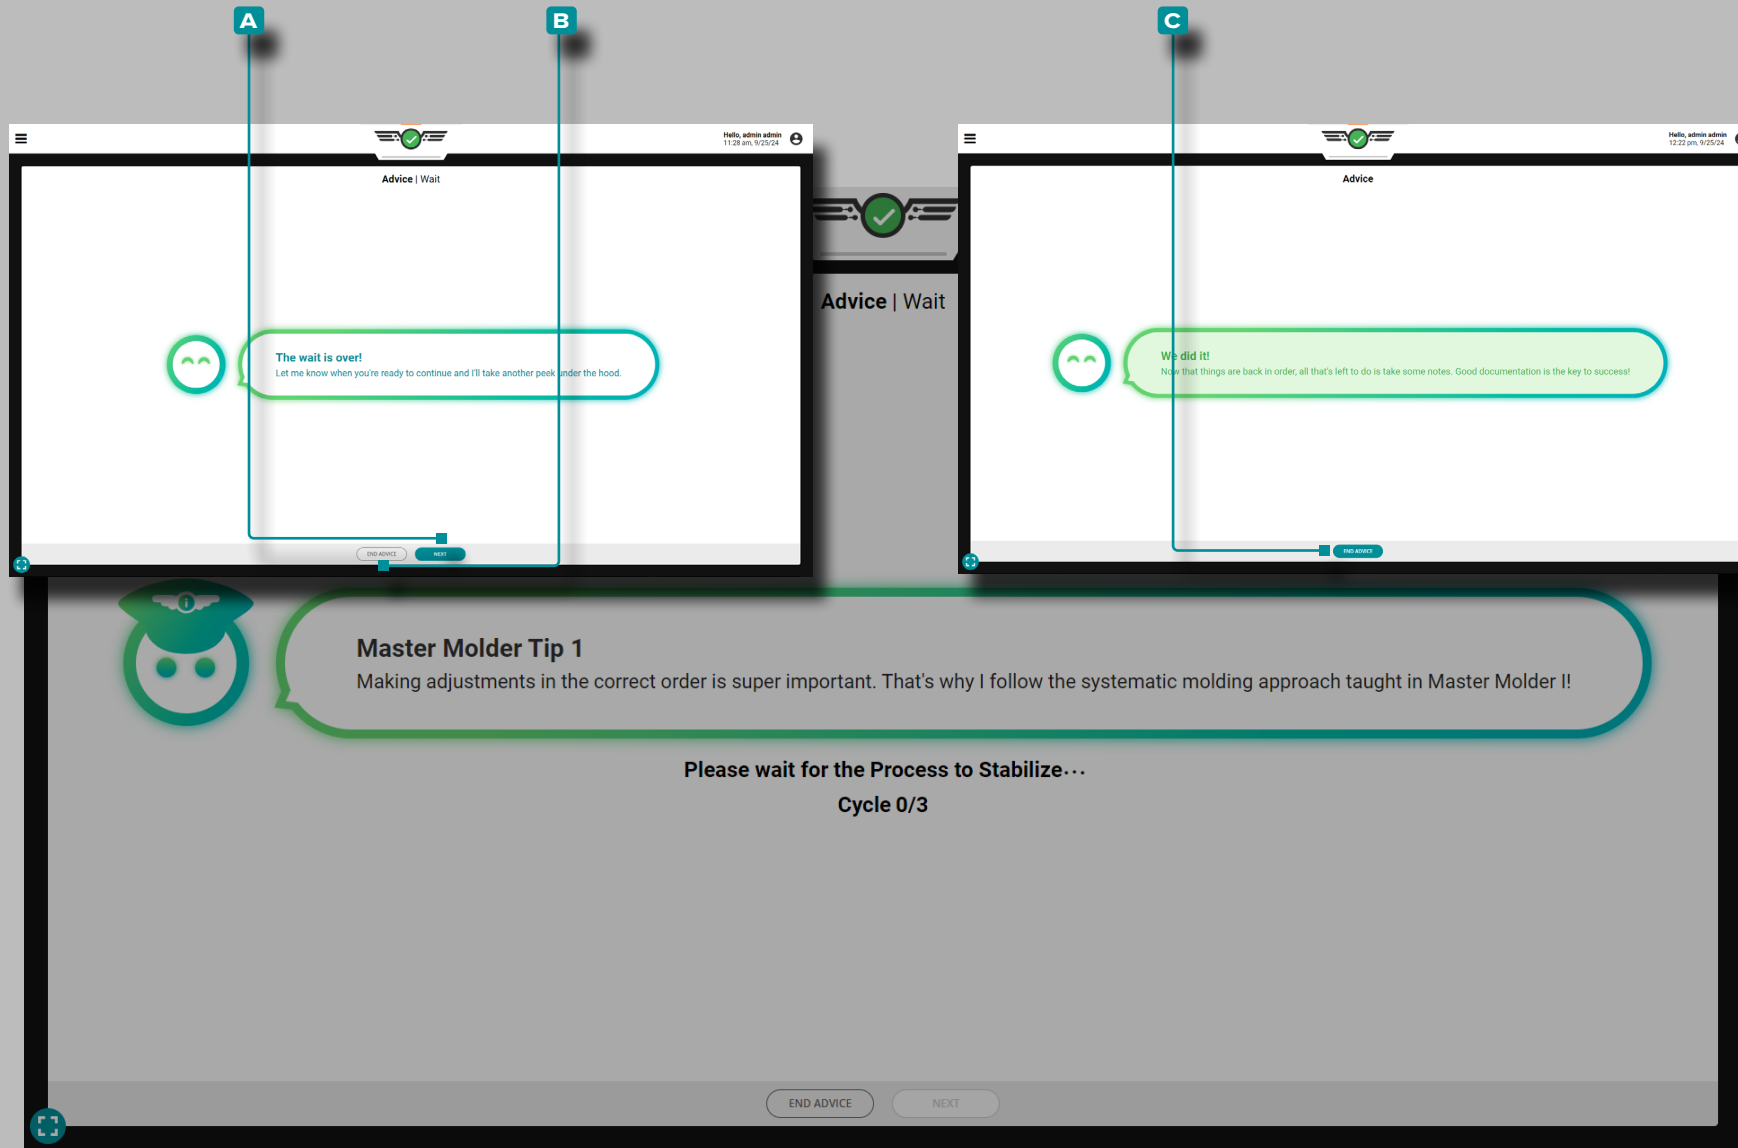 A
B
C
Hello, admin admin
11:28 am, 9/25/24
Advice | Wait
The wait is over!
Let me know when you're ready to continue and I'll take another peek under the hood.
END ADVICE
NEXT
Hello, admin admin
12:22 pm, 9/25/24
Advice
We did it!
Now that things are back in order, all that's left to do is take some notes. Good documentation is the key to success!
END ADVICE
Advice | Wait
Master Molder Tip 1
Making adjustments in the correct order is super important. That's why I follow the systematic molding approach taught in Master Molder I!
Please wait for the Process to Stabilize...
Cycle 0/3
END ADVICE
NEXT